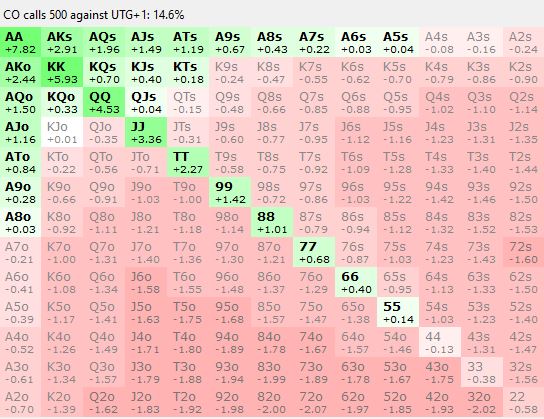 CO calls 500 against UTG+1: 14.6%
AA AKs AQs AJs ATs A9s A8s A7s A6s A5s A4s A3s A2s
+7.82 +2.91 +1.96 +1.49 +1.19 +0.67 +0.43 +0.22 +0.03 +0.04 -0.08 -0.16 -0.24
AKo KK KQs KJs KTs K9s K8s K7s K6s K5s K4s K3s K2s
+2.44 +5.93 +0.70 +0.40 +0.18 -0.24 -0.47 -0.55 -0.62 -0.70 -0.79 -0.86 -0.90
AQo KQo QQ QJs QTs Q9s Q8s Q7s Q6s Q5s Q4s Q3s Q2s
+1.50 +0.33 +4.53 +0.04 -0.15 -0.48 -0.66 -0.85 -0.88 -0.95 -1.02 -1.10 -1.14
AJo KJo QJo JJ JTs J9s J8s J7s J6s J5s J4s J3s J2s
+1.16 +0.01 -0.35 +3.36 -0.31 -0.60 -0.77 -0.95 -1.12 -1.16 -1.23 -1.31 -1.35
ATo KTo QTo JTo TT T9s T8s T7s T6s T5s T4s T3s T2s
+0.84 -0.22 -0.56 -0.71 +2.27 -0.58 -0.75 -0.92 -1.09 -1.28 -1.33 -1.40 -1.44
A9o K9o Q9o J9o T9o 99 98s 97s 96s 95s 94s 93s 92s
+0.28 -0.66 -0.91 -1.03 -1.00 +1.42 -0.72 -0.86 -1.03 -1.22 -1.42 -1.46 -1.50
A8o K8o Q8o J8o T8o 98o 88 87s 86s 85s 84s 83s 82s
+0.03 -0.92 -1.11 -1.21 -1.18 -1.14 +1.01 -0.79 -0.94 -1.12 -1.32 -1.52 -1.53
A7o K7o Q7o J7o T7o 97o 87o 77 76s 75s 74s 73s 72s
-0.21 -1.00 -1.31 -1.40 -1.36 -1.30 -1.21 +0.68 -0.87 -1.03 -1.23 -1.43 -1.60
A6o K6o Q6o J6o T6o 96o 86o 76o 66 65s 64s 63s 62s
-0.41 -1.08 -1.34 -1.58 -1.55 -1.48 -1.37 -1.29 +0.40 -0.95 -1.13 -1.33 -1.50
A5o K5o Q5o J5o T5o 95o 85o 75o 65o 55 54s 53s 52s
-0.39 -1.17 -1.41 -1.63 -1.75 -1.68 -1.57 -1.47 -1.38 +0.14 -1.03 -1.23 -1.40
A4o K4o Q4o J4o T4o 94o 84o 74o 64o 54o 44 43s 42s
-0.52 -1.26 -1.49 -1.71 -1.80 -1.89 -1.78 -1.67 -1.57 -1.46 -0.13 -1.31 -1.47
A3o K3o Q3o J3o T3o 93o 83o 73o 63o 53o 43o 33 32s
-0.61 -1.34 -1.57 -1.79 -1.88 -1.94 -1.99 -1.89 -1.78 -1.67 -1.75 -0.38 -1.56
A2o K2o Q2o J2o T2o 92o 82o 72o 62o 52o 42o 32o 22
-0.70 -1.39 -1.62 -1.83 -1.92 -1.98 -2.00 -2.07 -1.97 -1.85 -1.93 -2.02 -0.58